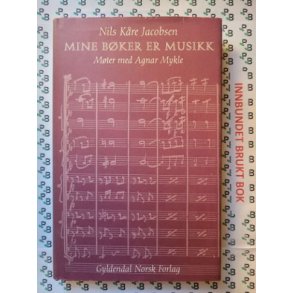 Nils Kåre Jacobsen
MINE BØKER ER MUSIKK
Møter med Agnar Mykle
Gyldendal Norsk Forlag
INNBUNDET BRUKT BOK